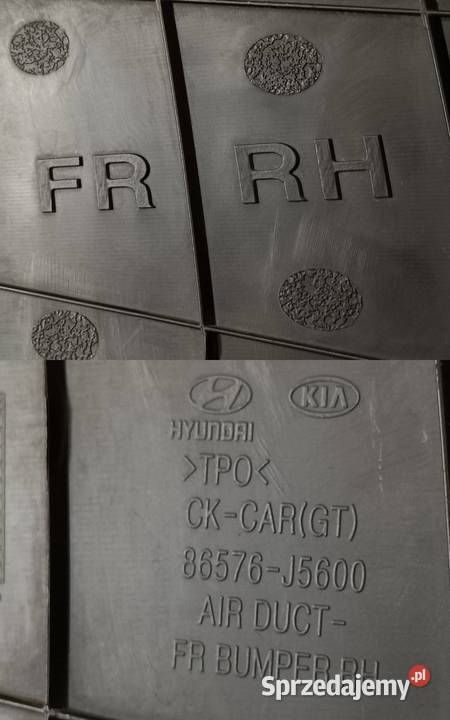 FR RH
KIA
HYUNDAI
>TPO<
CK-CAR(GT)
86576-J5600
AIR DUCT-
FR BUMPER RH
Sprzedajemy.pl